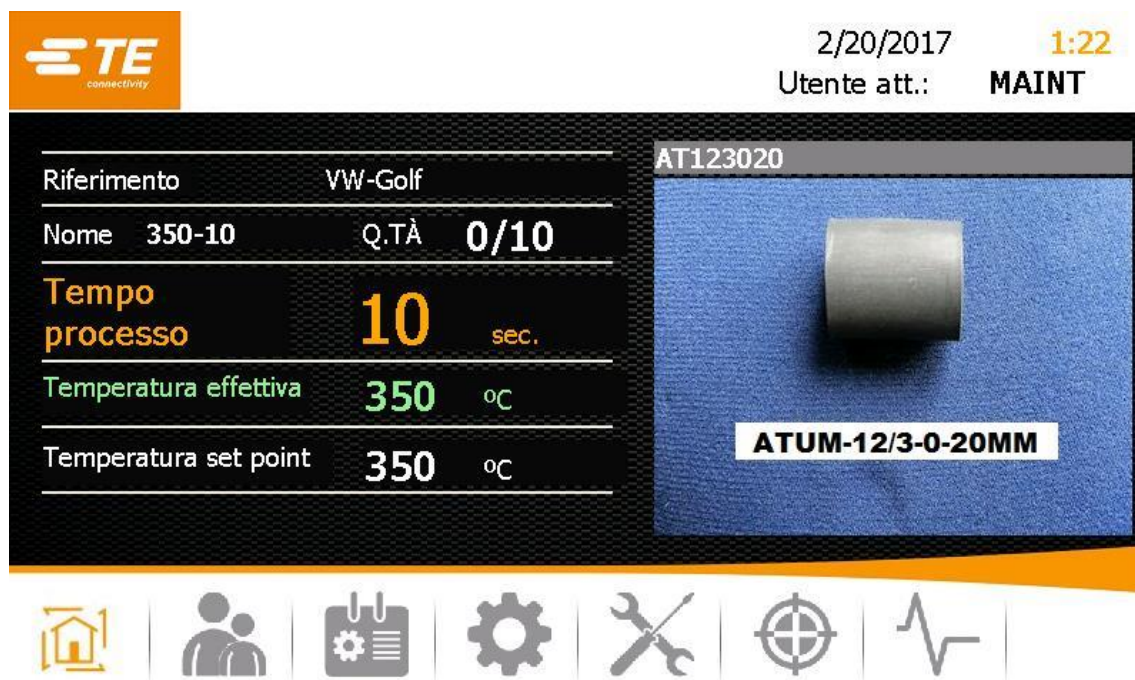 TE
connectivity
2/20/2017 1:22
Utente att.: MAINT
AT123020
Riferimento VW-Golf
Nome 350-10 Q.TÀ 0/10
Tempo
processo 10 sec.
Temperatura effettiva 350 ºC
Temperatura set point 350 ºC
ATUM-12/3-0-20MM